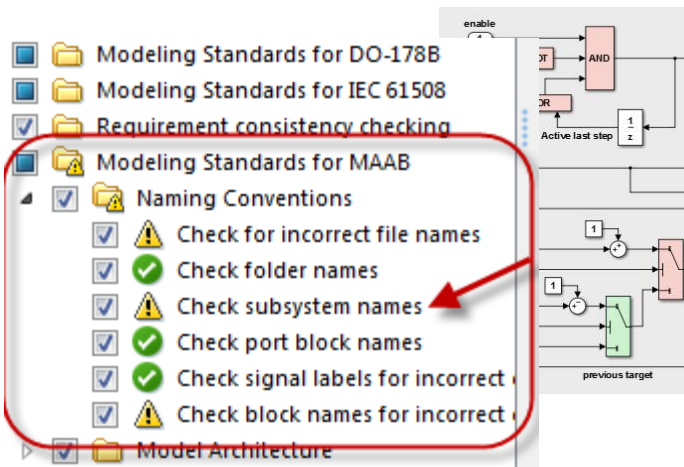 Modeling Standards for DO-178B
Modeling Standards for IEC 61508
Requirement consistency checking
Modeling Standards for MAAB
Naming Conventions
Check for incorrect file names
Check folder names
Check subsystem names
Check port block names
Check signal labels for incorrect
Check block names for incorrect
Model Architecture
enable
1
AND
OT
OR
Active last step
1
z
1
1
previous target